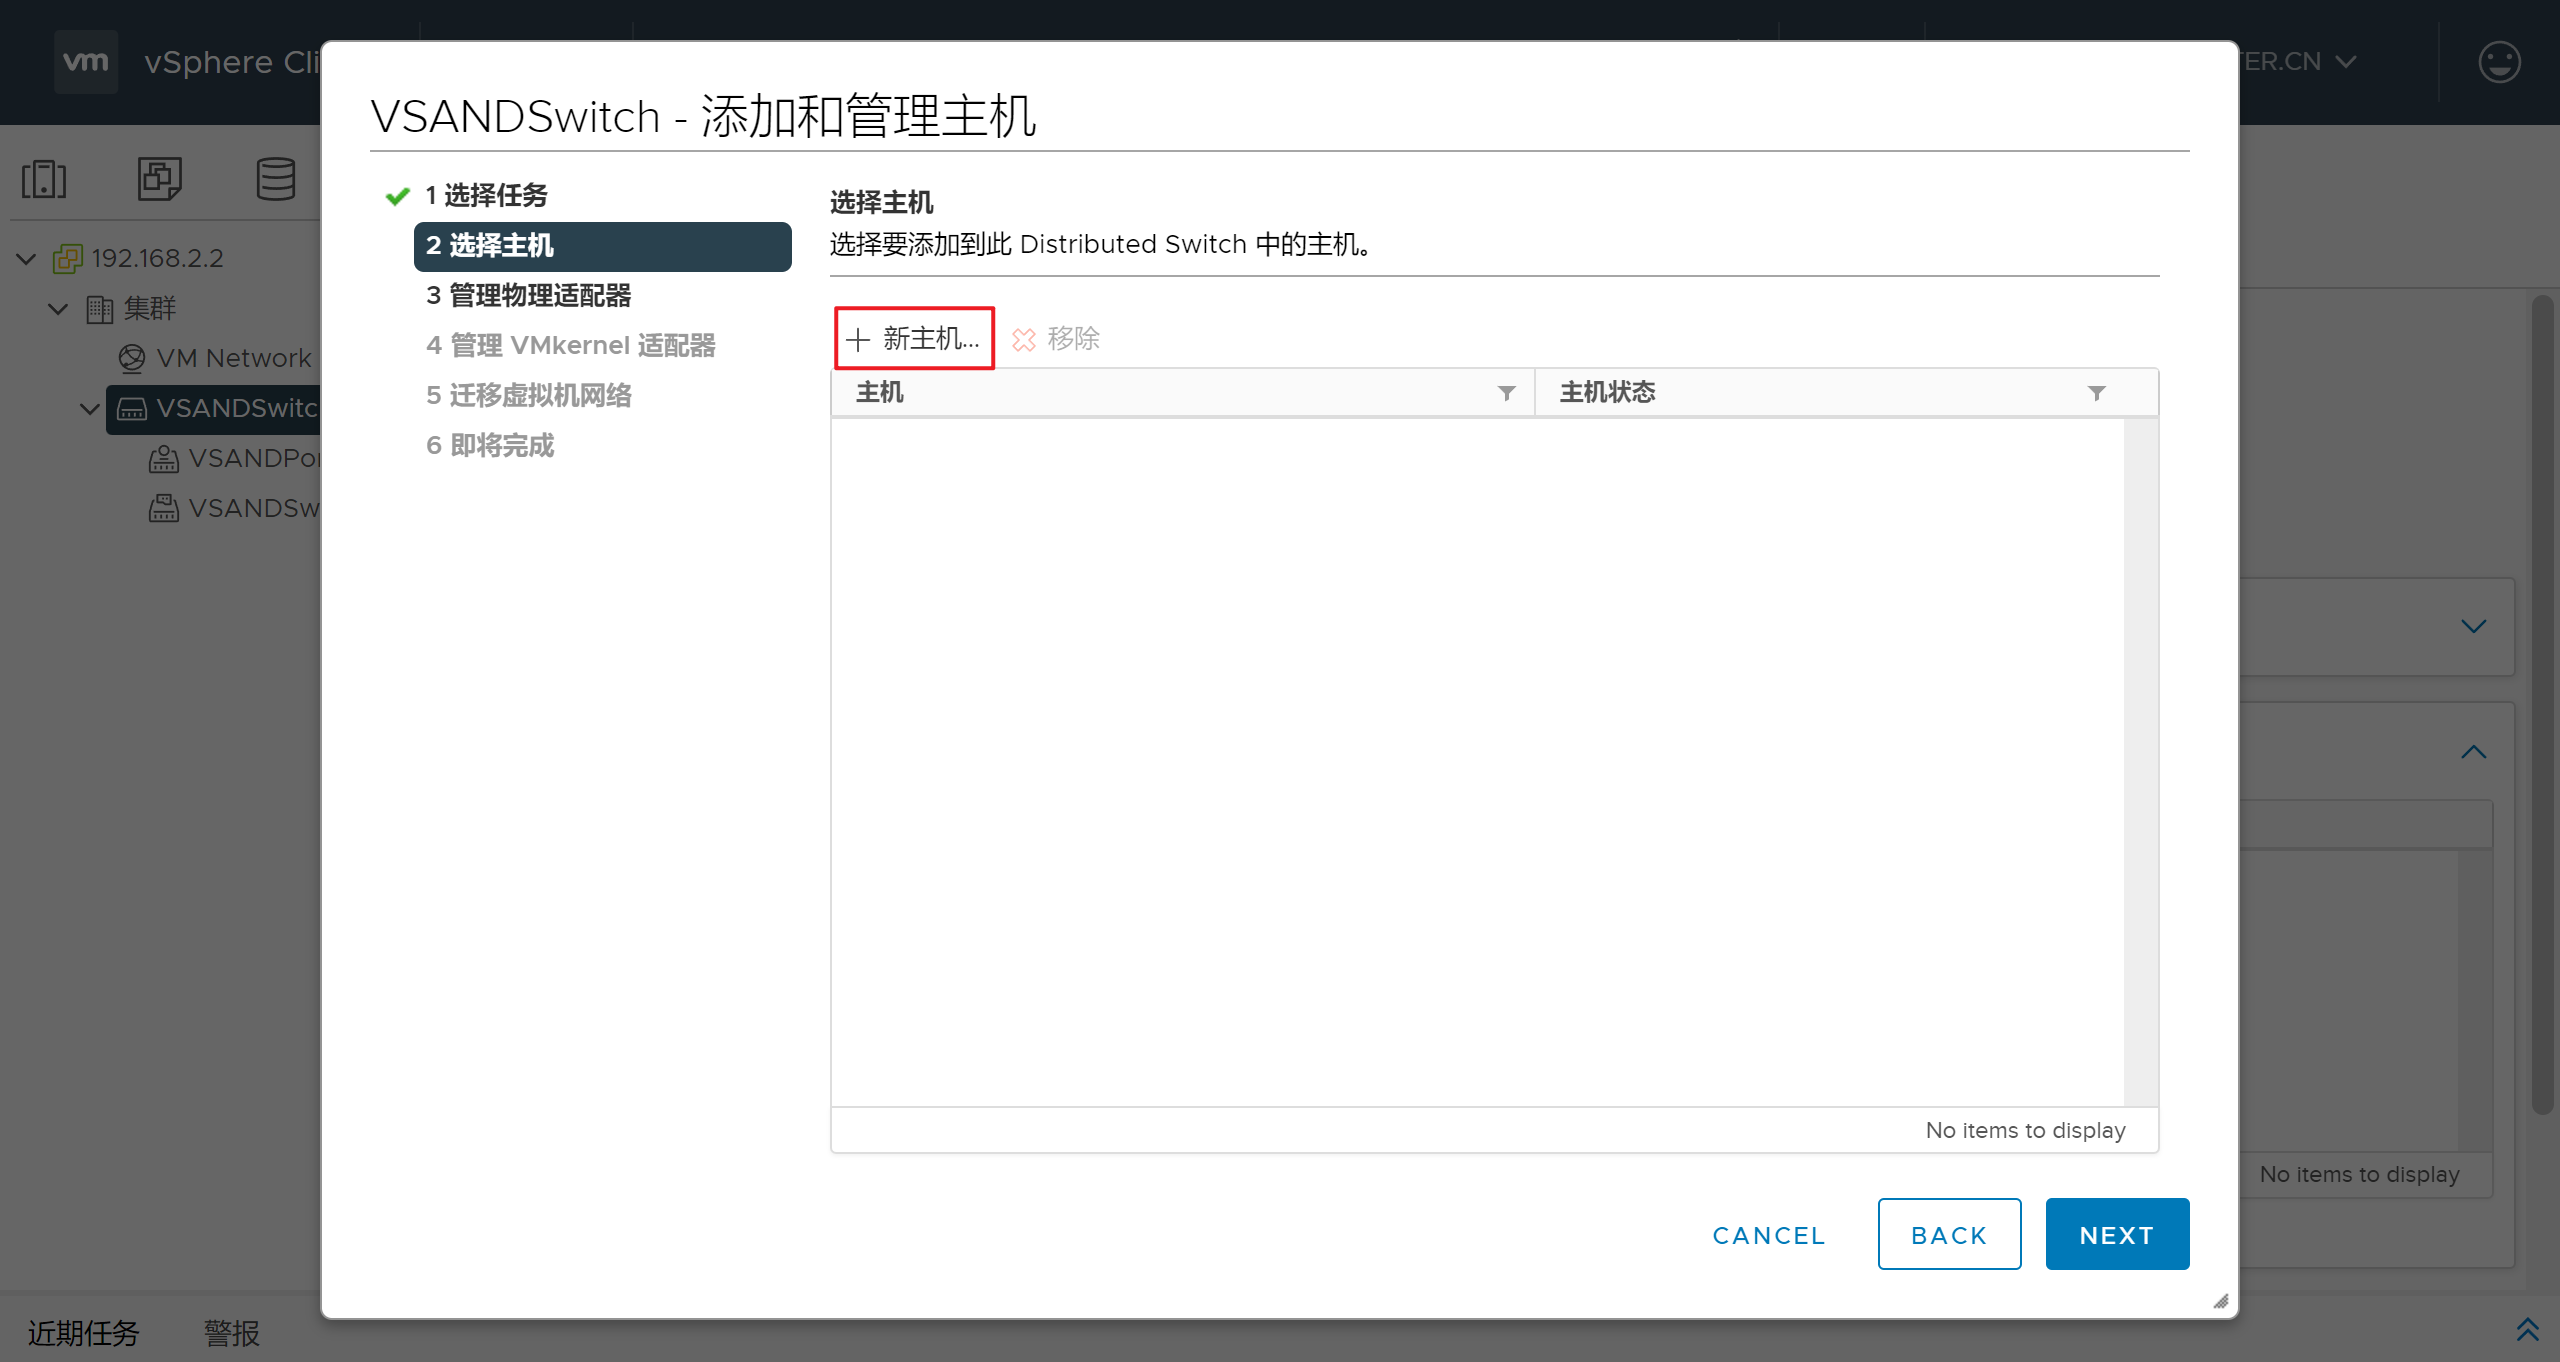 vm vSphere Cli
TER.CN
VSANDSwitch - 添加和管理主机
1 选择任务
2 选择主机
3 管理物理适配器
4 管理 VMkernel 适配器
5 迁移虚拟机网络
6 即将完成
192.168.2.2
集群
VM Network
VSANDSwitc
VSANDPor
VSANDSw
选择主机
选择要添加到此 Distributed Switch 中的主机。
新主机... 移除
主机 主机状态
No items to display
No items to display
CANCEL BACK NEXT
近期任务 警报